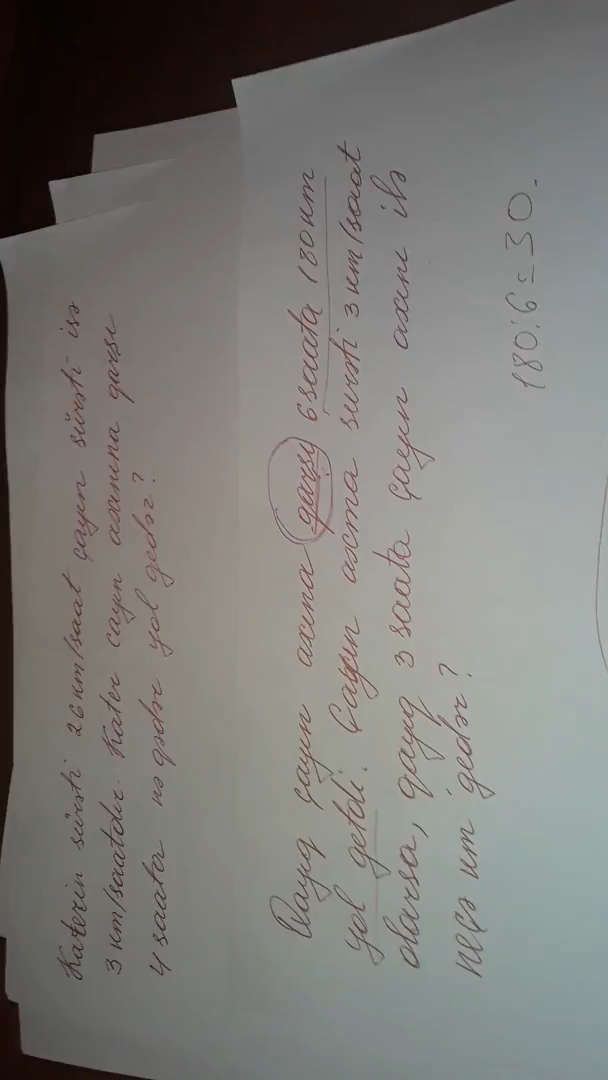 Katerin sürəti 26 km/saat çayın sürəti isə
3 km/saatdır. Kater çayın axınına qarşı
4 saata nə qədər yol gedər?
Qayıq çayın axına qarşı 6 saata 180 km
yol getdi. Çayın axma surəti 3 km/saat
olarsa, qayıq 3 saata çayın axını ilə
neçə km gedər?
180:6=30.